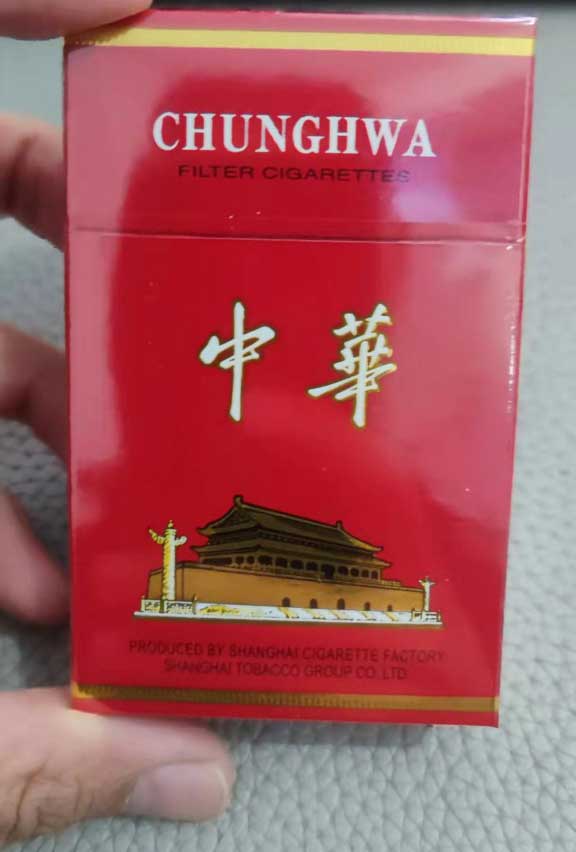 CHUNGHWA
FILTER CIGARETTES
中華
PRODUCED BY SHANGHAI CIGARETTE FACTORY
SHANGHAI TOBACCO GROUP CO.,LTD.